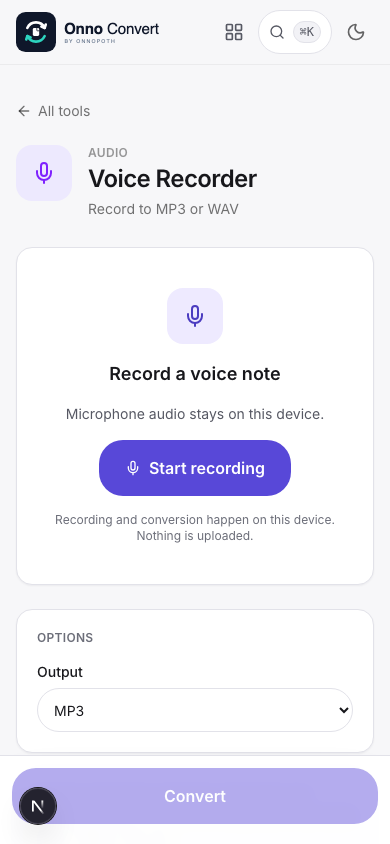 Onno Convert
BY ONNOPOTH
⌘K
All tools
AUDIO
Voice Recorder
Record to MP3 or WAV
Record a voice note
Microphone audio stays on this device.
Start recording
Recording and conversion happen on this device.
Nothing is uploaded.
OPTIONS
Output
MP3
Convert
N